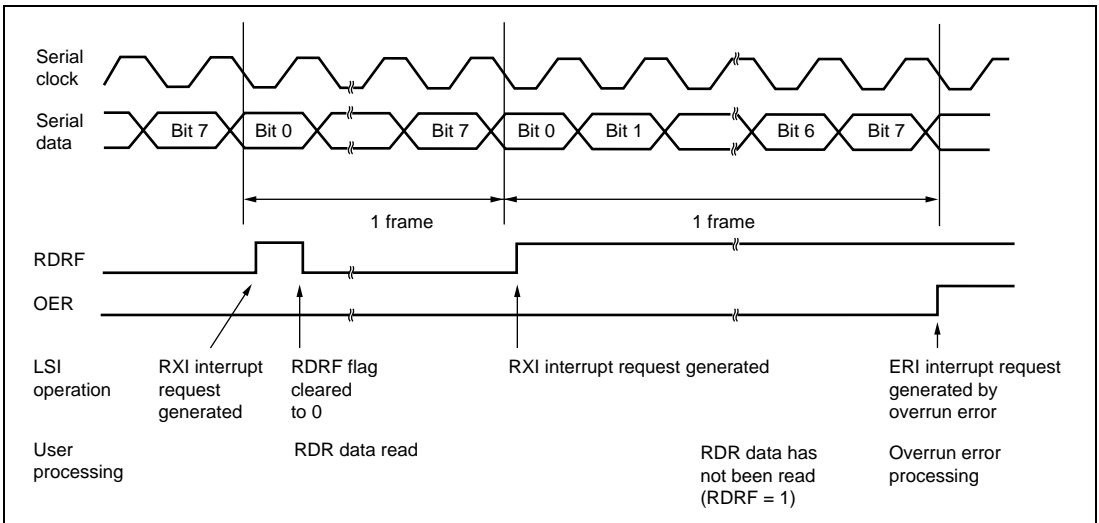 Serial
clock
Serial
data
Bit 7
Bit 0
Bit 7
Bit 0
Bit 1
Bit 6
Bit 7
1 frame
1 frame
RDRF
OER
LSI
operation
RXI interrupt
request
generated
RDRF flag
cleared
to 0
RXI interrupt request generated
ERI interrupt request
generated by
overrun error
User
processing
RDR data read
RDR data has
not been read
(RDRF = 1)
Overrun error
processing